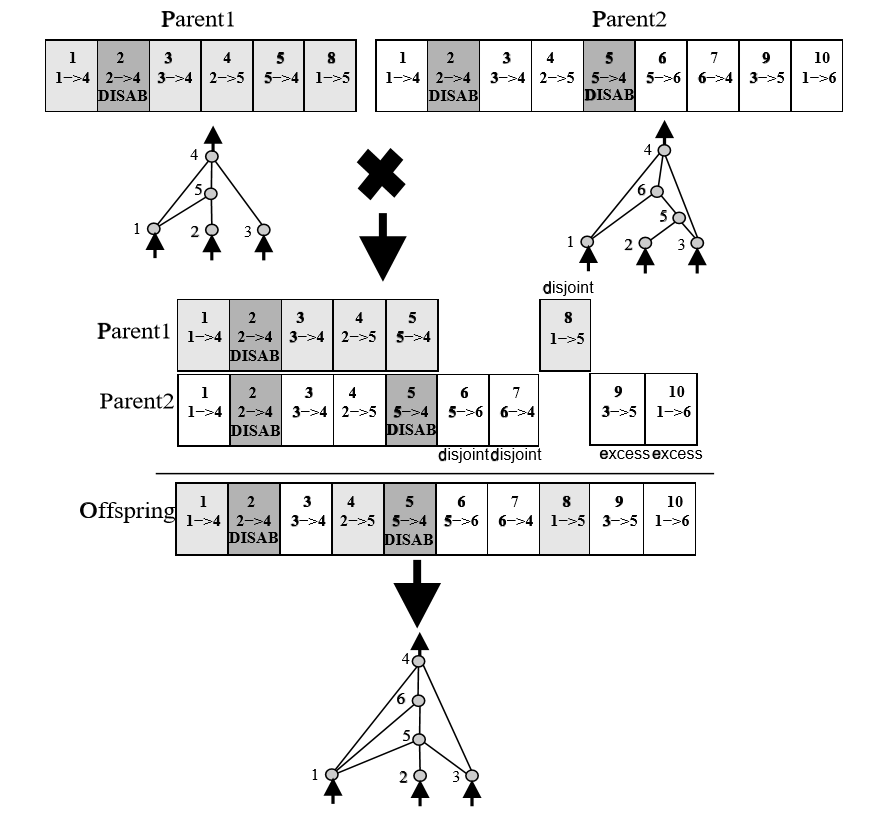 Parent1 Parent2
1 2 3 4 5 8 1 2 3 4 5 6 7 9 10
1−>4 2−>4 3−>4 2−>5 5−>4 1−>5 1−>4 2−>4 3−>4 2−>5 5−>4 5−>6 6−>4 3−>5 1−>6
DISAB DISAB DISAB
4 4
5 6
5
1 2 3 1 2 3
disjoint
Parent1 1 2 3 4 5 8
1−>4 2−>4 3−>4 2−>5 5−>4 1−>5
DISAB
Parent2 1 2 3 4 5 6 7 9 10
1−>4 2−>4 3−>4 2−>5 5−>4 5−>6 6−>4 3−>5 1−>6
DISAB DISAB
disjoint disjoint excess excess
Offspring 1 2 3 4 5 6 7 8 9 10
1−>4 2−>4 3−>4 2−>5 5−>4 5−>6 6−>4 1−>5 3−>5 1−>6
DISAB DISAB
4
6
5
1 2 3